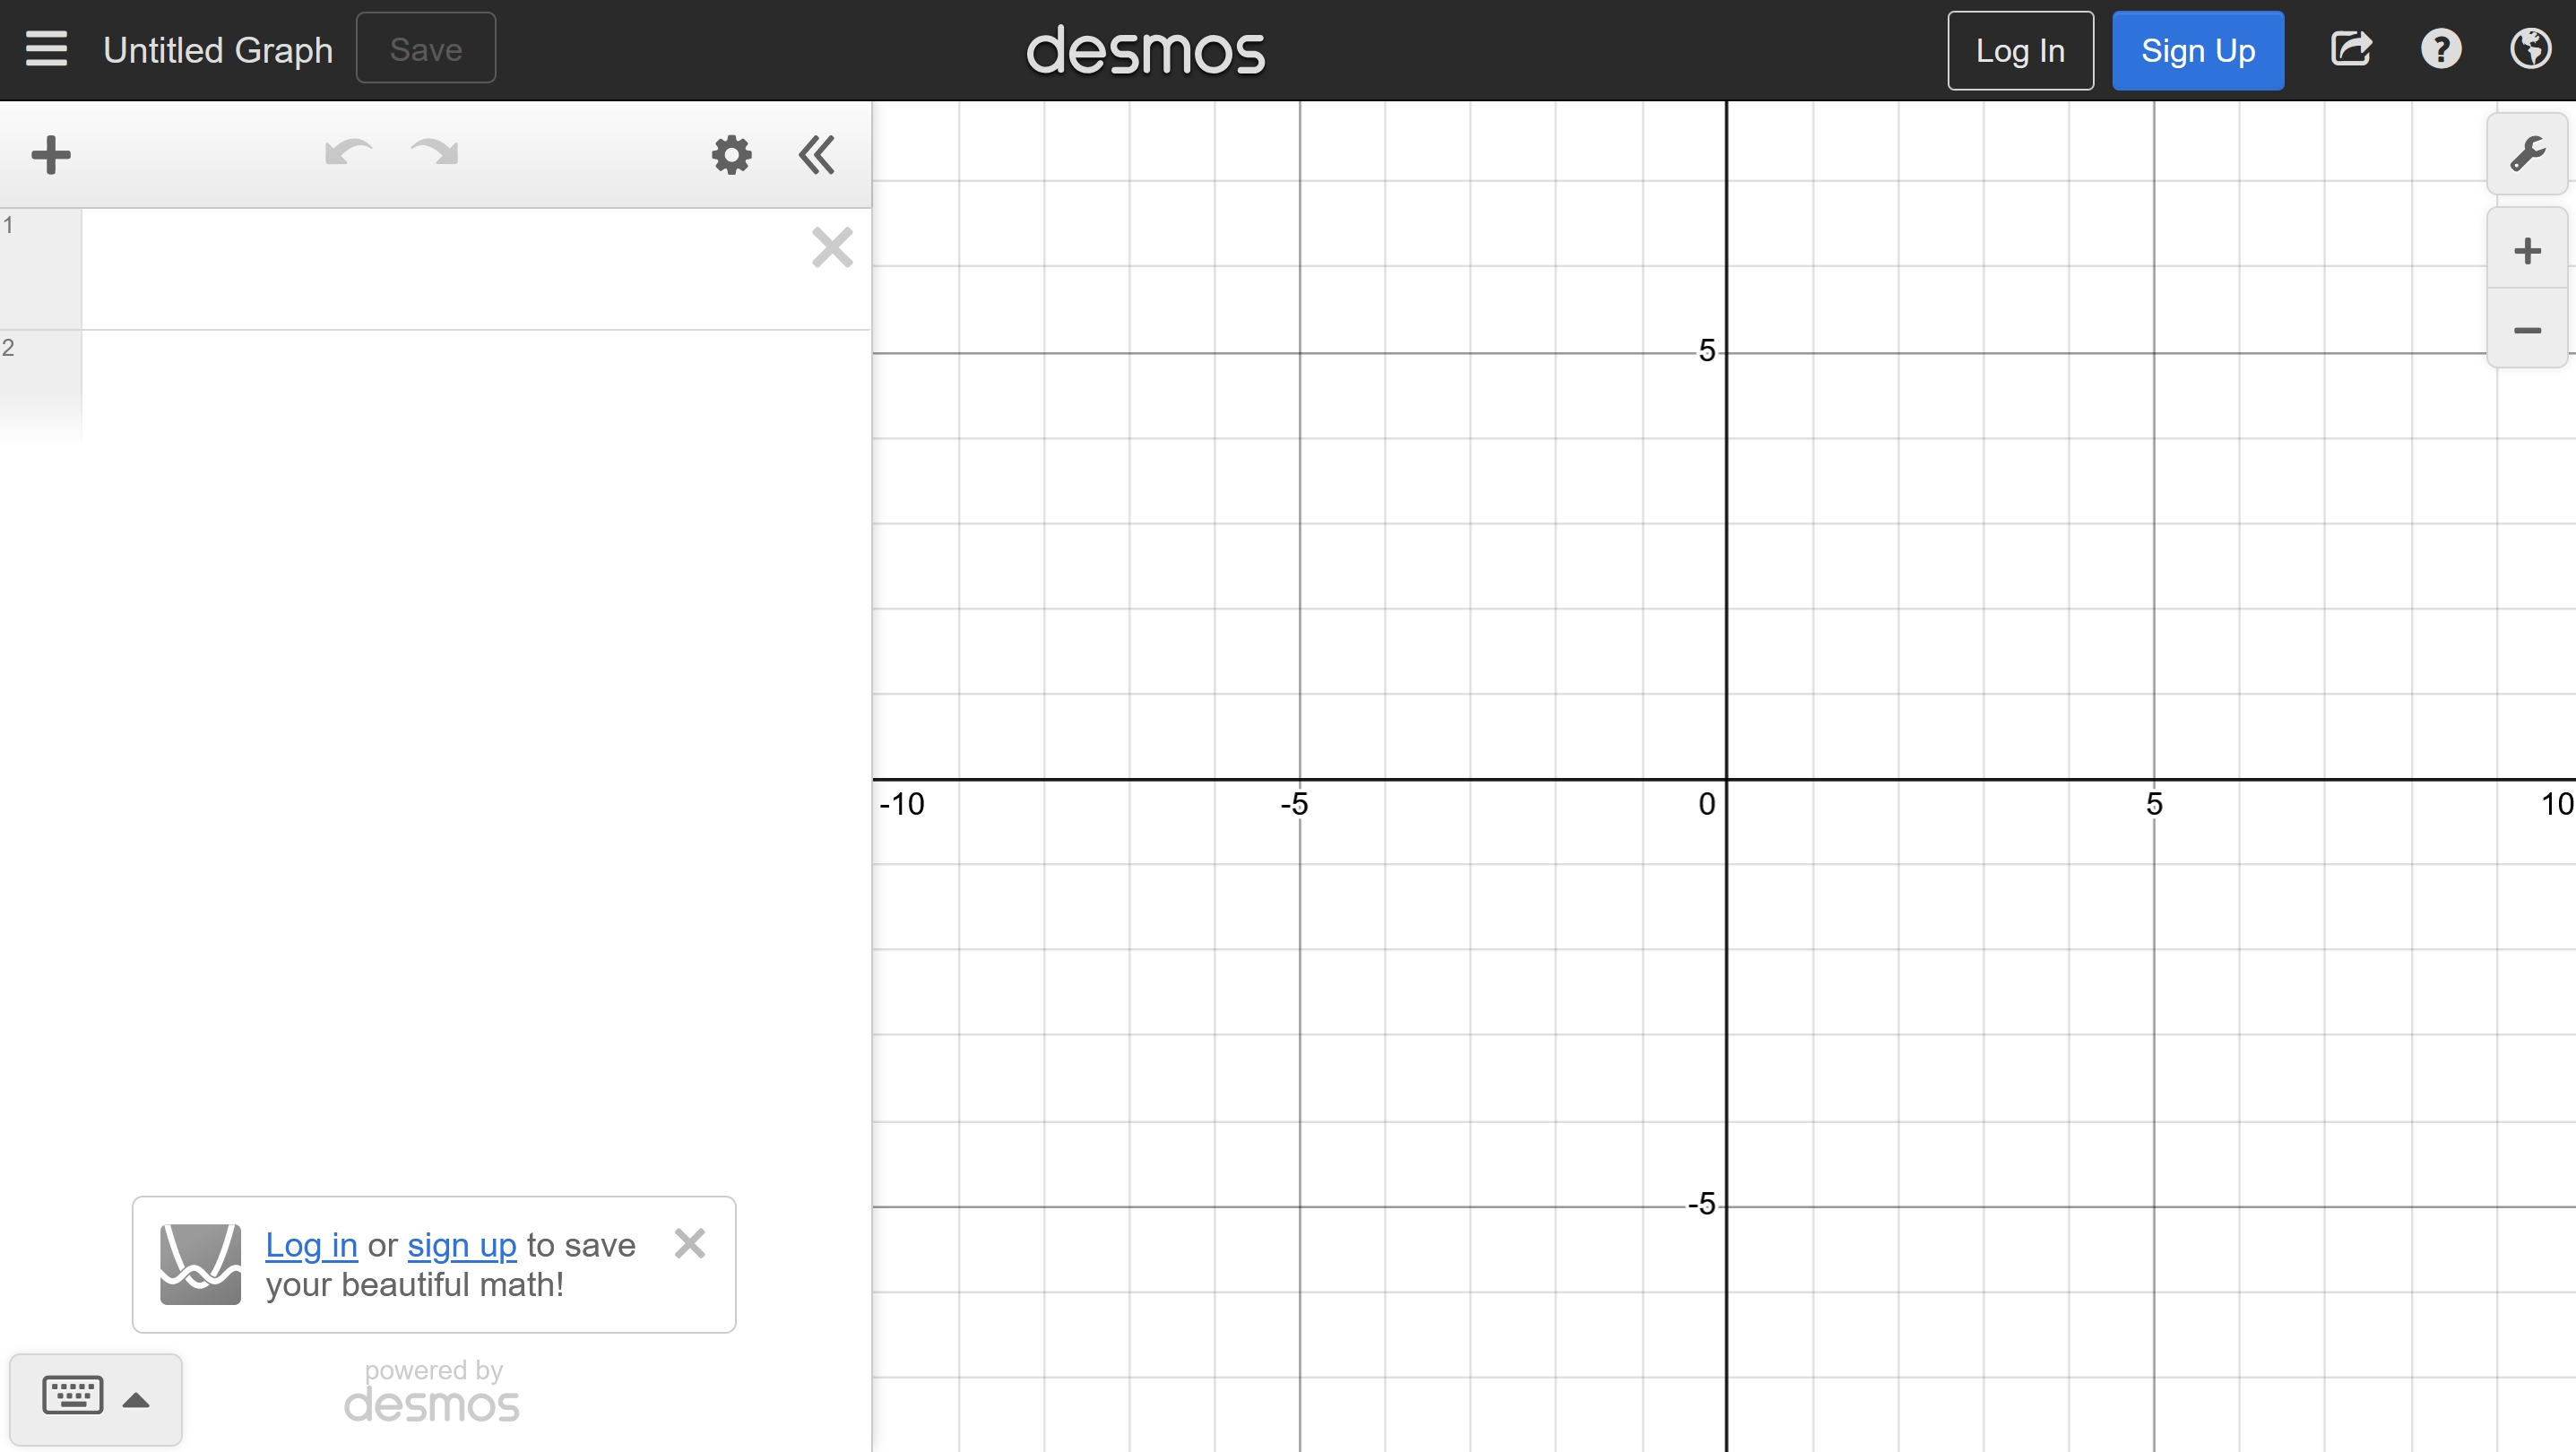 Untitled Graph
Save
desmos
Log In
Sign Up
?
1
2
5
-10
-5
0
5
10
-5
Log in or sign up to save
your beautiful math!
powered by
desmos